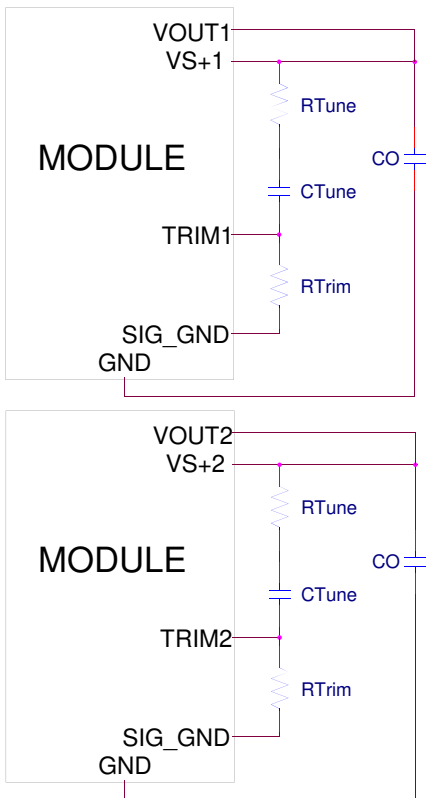 VOUT1
VS+1
RTune
MODULE
CO
CTune
TRIM1
RTrim
SIG_GND
GND
VOUT2
VS+2
RTune
MODULE
CO
CTune
TRIM2
RTrim
SIG_GND
GND